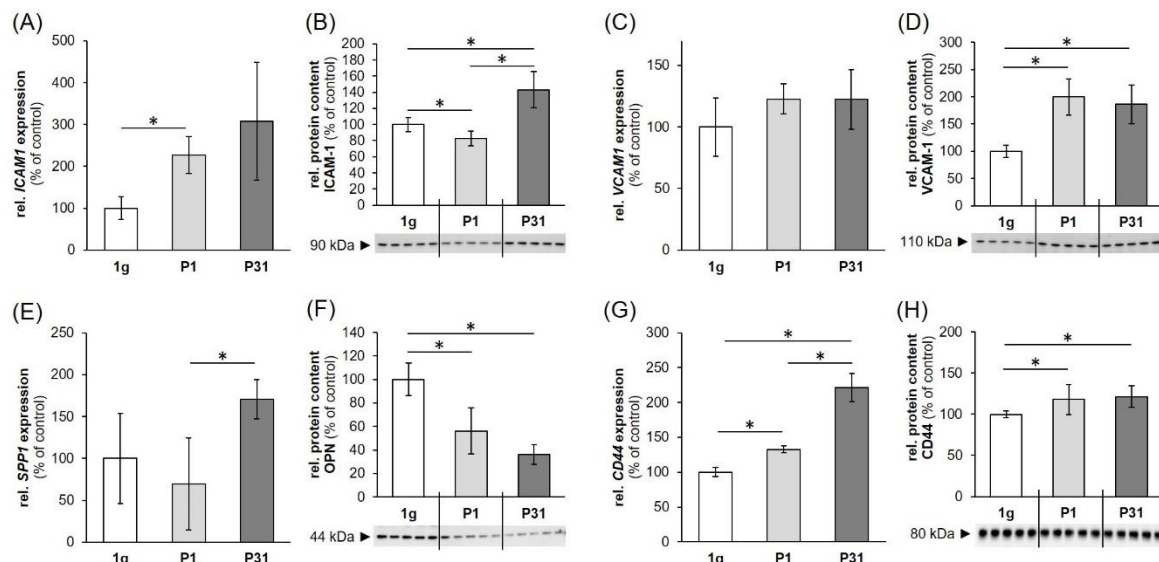 (A)
rel. ICAM1 expression
(% of control)
500
400
300
200
100
0
*
1g P1 P31
(B)
rel. protein content
ICAM-1 (% of control)
200
180
160
140
120
100
80
60
40
20
0
*
*
*
1g P1 P31
90 kDa ►
(C)
rel. VCAM1 expression
(% of control)
150
100
50
0
1g P1 P31
(D)
rel. protein content
VCAM-1 (% of control)
300
250
200
150
100
50
0
*
*
1g P1 P31
110 kDa ►
(E)
rel. SPP1 expression
(% of control)
250
200
150
100
50
0
*
1g P1 P31
(F)
rel. protein content
OPN (% of control)
140
120
100
80
60
40
20
0
*
*
1g P1 P31
44 kDa ►
(G)
rel. CD44 expression
(% of control)
300
250
200
150
100
50
0
*
*
*
1g P1 P31
(H)
rel. protein content
CD44 (% of control)
200
150
100
50
0
*
*
1g P1 P31
80 kDa ►